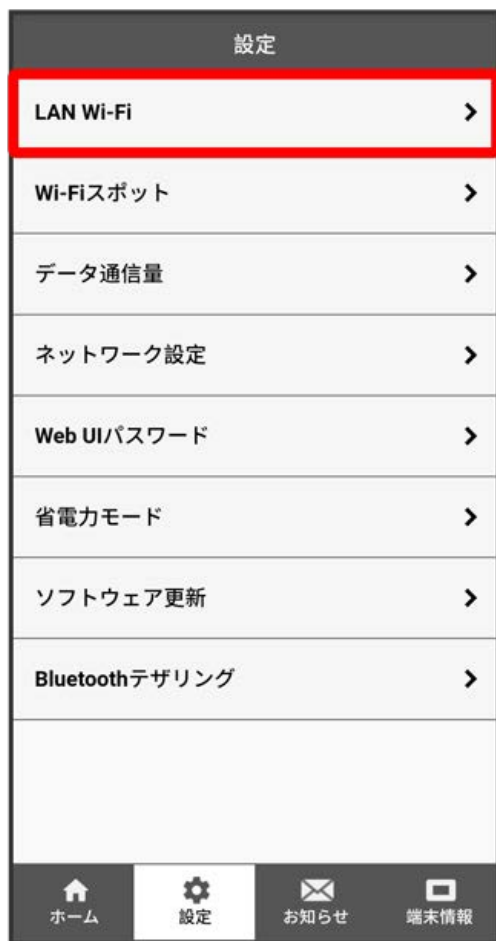 設定
LAN Wi-Fi
Wi-Fiスポット
データ通信量
ネットワーク設定
Web UIパスワード
省電力モード
ソフトウェア更新
Bluetoothテザリング
ホーム 設定 お知らせ 端末情報